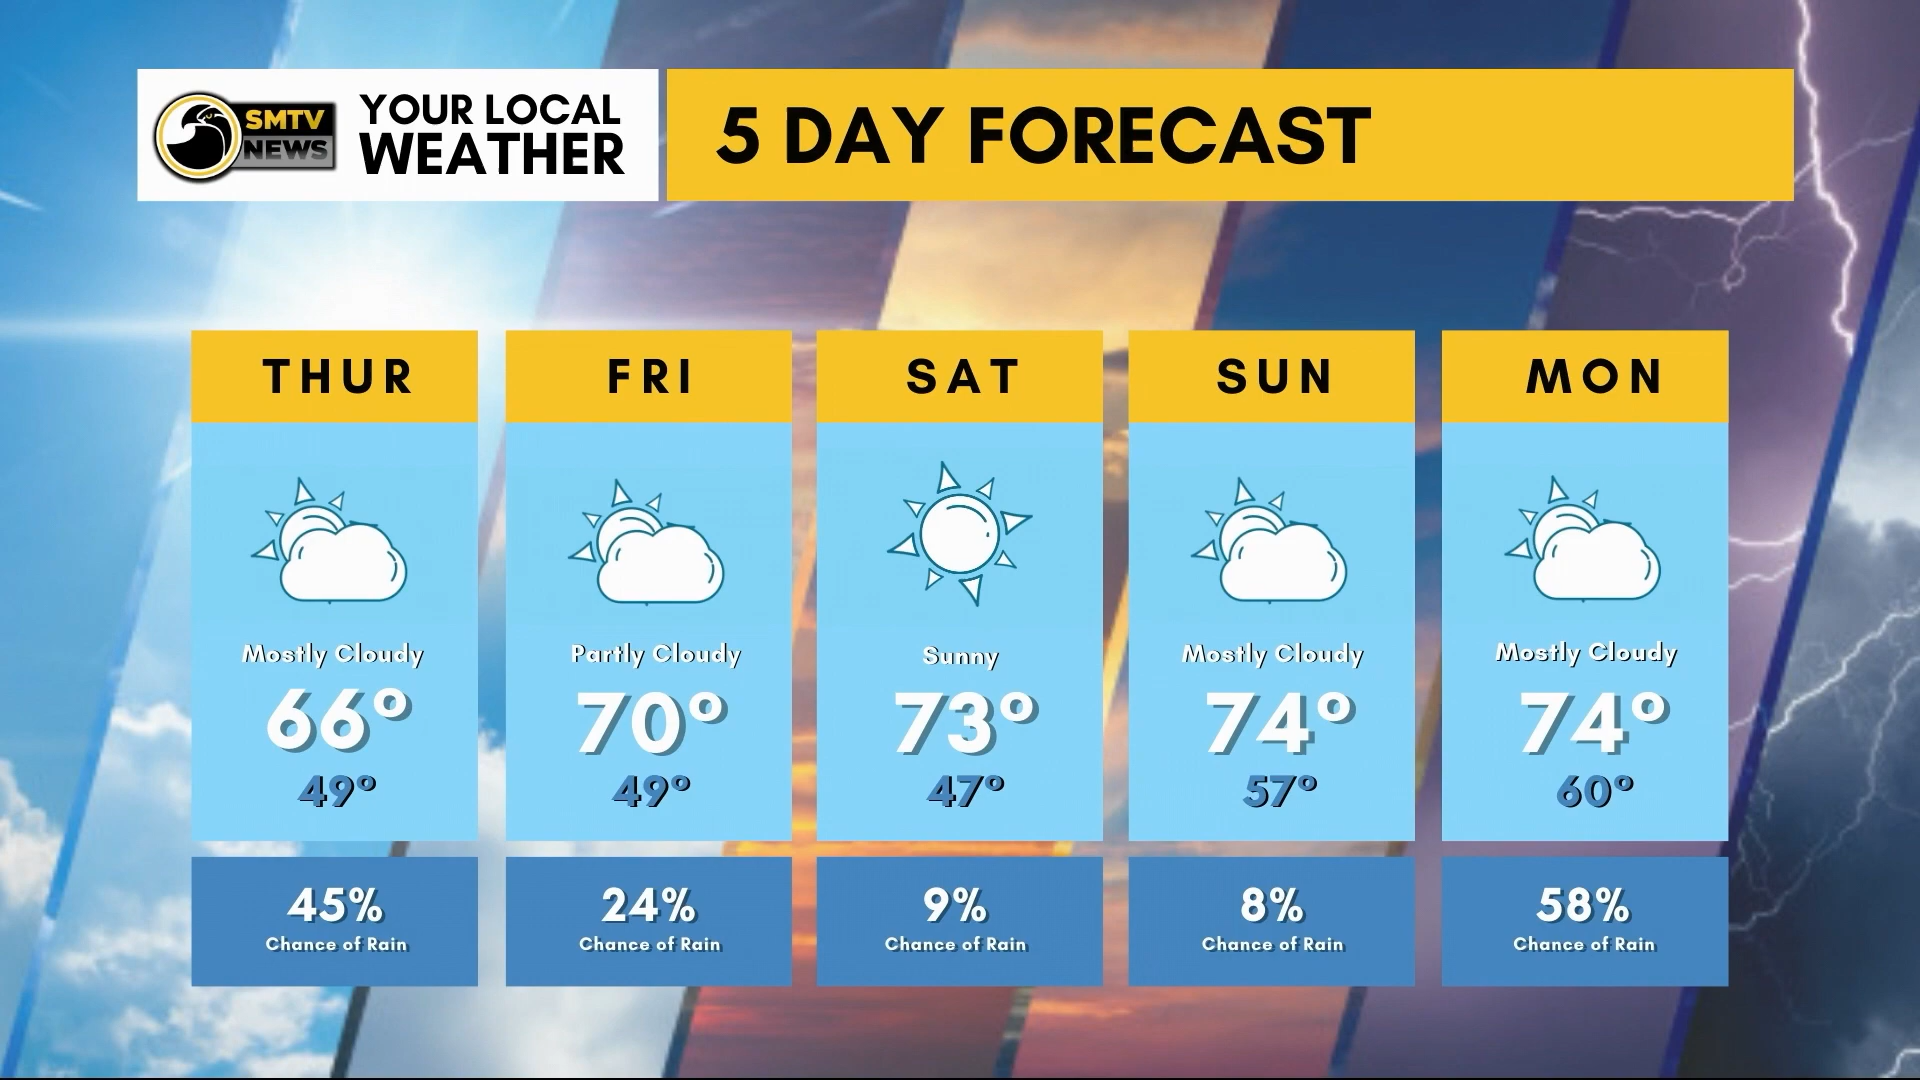 SMTV
NEWS
YOUR LOCAL
WEATHER
5 DAY FORECAST
THUR
Mostly Cloudy
66°
49°
45%
Chance of Rain
FRI
Partly Cloudy
70°
49°
24%
Chance of Rain
SAT
Sunny
73°
47°
9%
Chance of Rain
SUN
Mostly Cloudy
74°
57°
8%
Chance of Rain
MON
Mostly Cloudy
74°
60°
58%
Chance of Rain